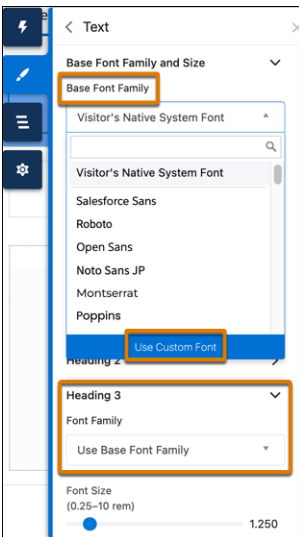 Text
Base Font Family and Size
Base Font Family
Visitor's Native System Font
Visitor's Native System Font
Salesforce Sans
Roboto
Open Sans
Noto Sans JP
Montserrat
Poppins
Use Custom Font
Heading 2
Heading 3
Font Family
Use Base Font Family
Font Size
(0.25–10 rem)
1.250